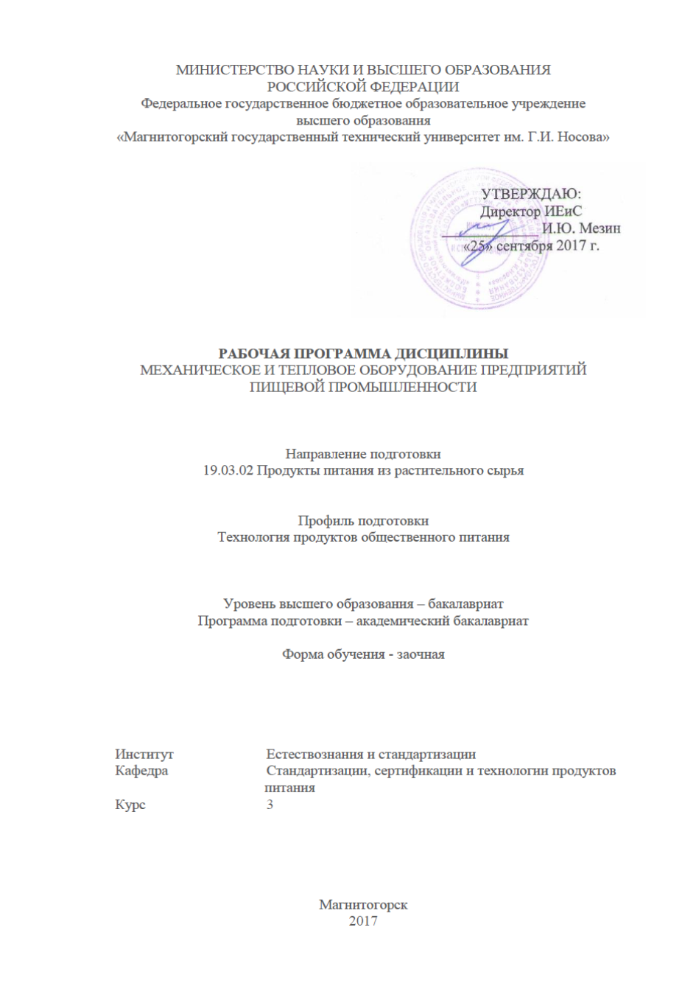 МИНИСТЕРСТВО НАУКИ И ВЫСШЕГО ОБРАЗОВАНИЯ
РОССИЙСКОЙ ФЕДЕРАЦИИ
Федеральное государственное бюджетное образовательное учреждение
высшего образования
«Магнитогорский государственный технический университет им. Г.И. Носова»
УТВЕРЖДАЮ:
Директор ИЕиС
И.Ю. Мезин
«25» сентября 2017 г.
РАБОЧАЯ ПРОГРАММА ДИСЦИПЛИНЫ
МЕХАНИЧЕСКОЕ И ТЕПЛОВОЕ ОБОРУДОВАНИЕ ПРЕДПРИЯТИЙ
ПИЩЕВОЙ ПРОМЫШЛЕННОСТИ
Направление подготовки
19.03.02 Продукты питания из растительного сырья
Профиль подготовки
Технология продуктов общественного питания
Уровень высшего образования – бакалавриат
Программа подготовки – академический бакалавриат
Форма обучения - заочная
Институт Естествознания и стандартизации
Кафедра Стандартизации, сертификации и технологии продуктов
питания
Курс 3
Магнитогорск
2017